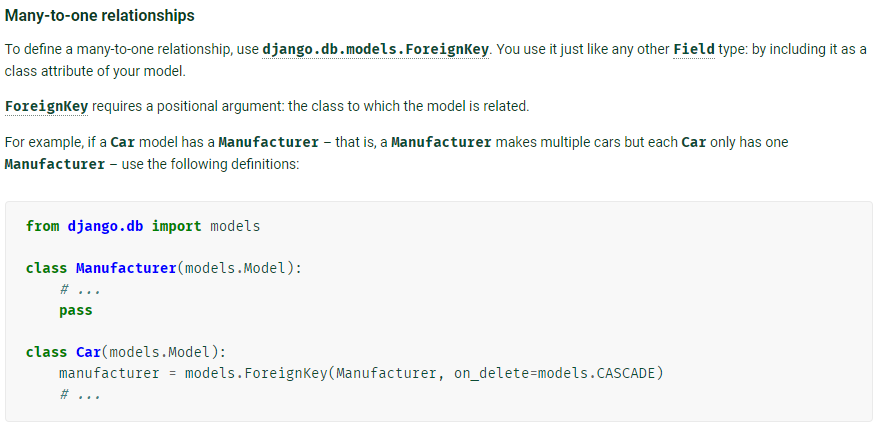 Many-to-one relationships
To define a many-to-one relationship, use django.db.models.ForeignKey. You use it just like any other Field type: by including it as a
class attribute of your model.
ForeignKey requires a positional argument: the class to which the model is related.
For example, if a Car model has a Manufacturer – that is, a Manufacturer makes multiple cars but each Car only has one
Manufacturer – use the following definitions:
from django.db import models
class Manufacturer(models.Model):
    # ...
    pass
class Car(models.Model):
    manufacturer = models.ForeignKey(Manufacturer, on_delete=models.CASCADE)
    # ...